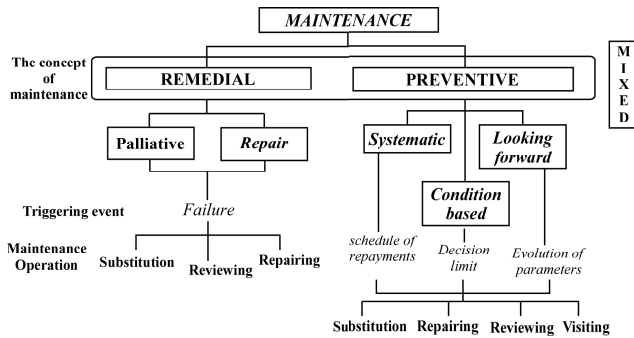 MAINTENANCE
The concept
of
maintenance
REMEDIAL
PREVENTIVE
M
I
X
E
D
Palliative
Repair
Systematic
Looking
forward
Condition
based
Triggering event
Failure
schedule of
repayments
Decision
limit
Evolution of
parameters
Maintenance
Operation
Substitution
Reviewing
Repairing
Substitution
Repairing
Reviewing
Visiting